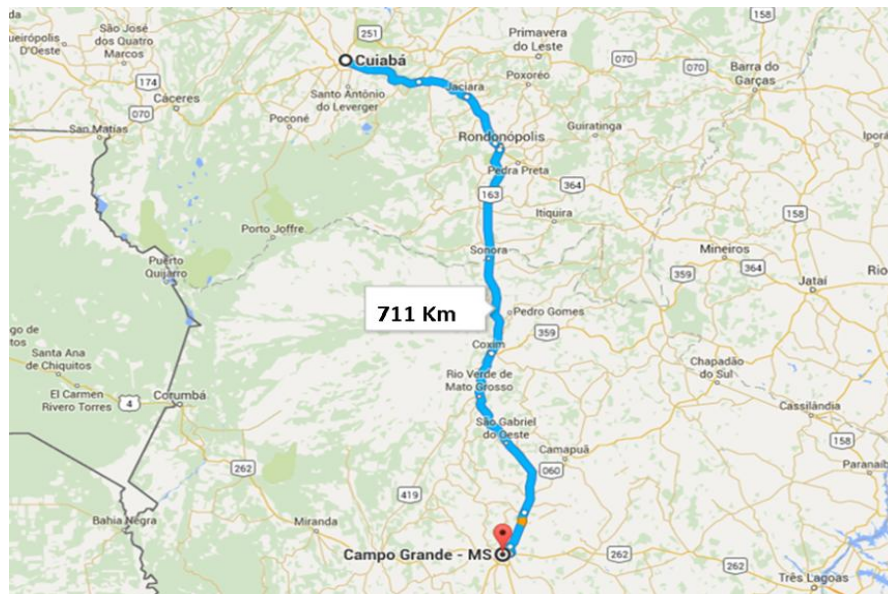 158
São José
dos Quatro
Marcos
ueirópolis
D'Oeste
251
Primavera
do Leste
Cuiabá
070
070
Barra do
Garças
174
Cáceres
070
Santo Antônio
do Leverger
Jaciara
Poxoréo
San Matías
Poconé
Rondonópolis
Guiratinga
Iporá
Pedra Preta
364
163
158
Itiquira
Porto Joffre
Sonora
Mineiros
Puerto
Quijarro
359
364
Jataí
Rio
711 Km
Pedro Gomes
359
Coxim
go de
tos
Santa Ana
de Chiquitos
Rio Verde de
Mato Grosso
Chapadão
do Sul
El Carmen
Rivero Torres
4
Corumbá
Cassilândia
São Gabriel
do Oeste
158
Camapuã
262
060
Paranaíb
419
Bahia Negra
Miranda
Campo Grande - MS
262
262
Três Lagoas